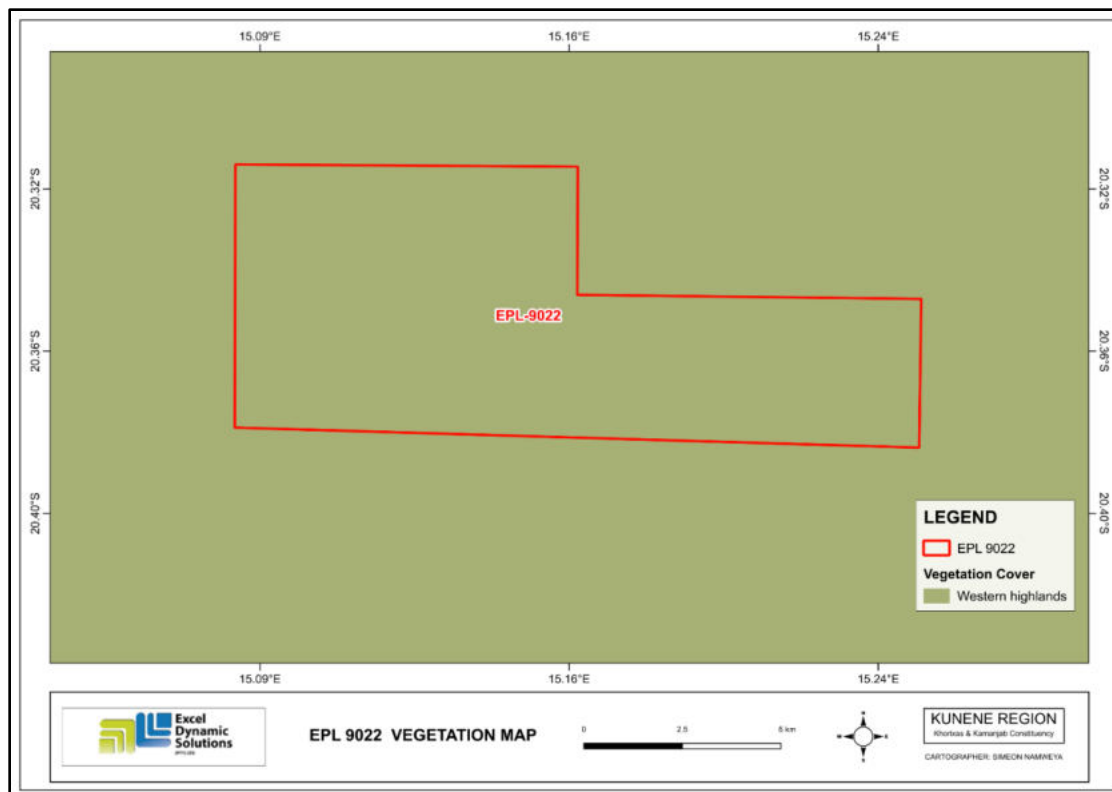 15.09°E 15.16°E 15.24°E
20.32°S 20.32°S
EPL-9022
20.36°S 20.36°S
20.40°S 20.40°S
LEGEND
EPL 9022
Vegetation Cover
Western highlands
15.09°E 15.16°E 15.24°E
Excel
Dynamic
Solutions
EPL 9022 VEGETATION MAP
0 2.5 5 km
N
W E
S
KUNENE REGION
Khorixas & Kamanjab Constituency
CARTOGRAPHER: SIMEON NAMWEYA